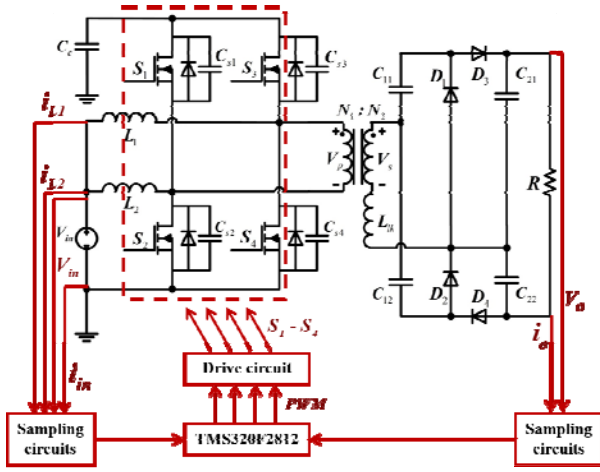 C_c
S_1
C_s1
S_3
C_s3
i_L1
L_1
N_1 : N_2
C_11
D_1
D_3
C_21
+
+
V_p
V_s
R
i_L2
L_2
-
-
V_in
S_2
C_s2
S_4
C_s4
L_lk
V_in
C_12
D_2
D_4
C_22
V_o
S_1 - S_4
i_o
i_in
Drive circuit
PWM
Sampling circuits
TMS320F2812
Sampling circuits